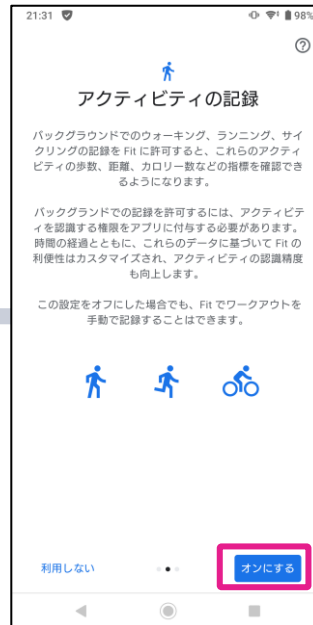 21:31 98%
アクティビティの記録
バックグラウンドでのウォーキング、ランニング、サイ
クリングの記録を Fit に許可すると、これらのアクティ
ビティの歩数、距離、カロリー数などの指標を確認でき
るようになります。
バックグランドでの記録を許可するには、アクティビテ
ィを認識する権限をアプリに付与する必要があります。
時間の経過とともに、これらのデータに基づいて Fit の
利便性はカスタマイズされ、アクティビティの認識精度
も向上します。
この設定をオフにした場合でも、Fit でワークアウトを
手動で記録することはできます。
利用しない オンにする